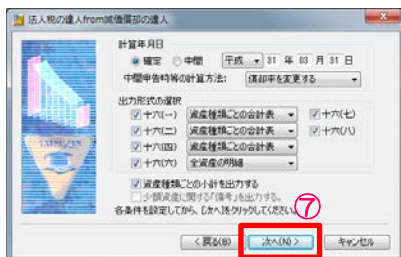 法人税の達人from減価償却の達人
計算年月日
確定 中間 平成 31 年 03 月 31 日
中間申告時等の計算方法: 償却率を変更する
出力形式の選択
十六(一) 資産種類ごとの合計表 十六(七)
十六(二) 資産種類ごとの合計表 十六(八)
十六(四) 資産種類ごとの合計表
十六(六) 全資産の明細
資産種類ごとの小計を出力する
少額資産に関する「備考」を出力する。
各条件を設定してから、[次へ]をクリックしてください。
⑦
< 戻る(B) 次へ(N) > キャンセル